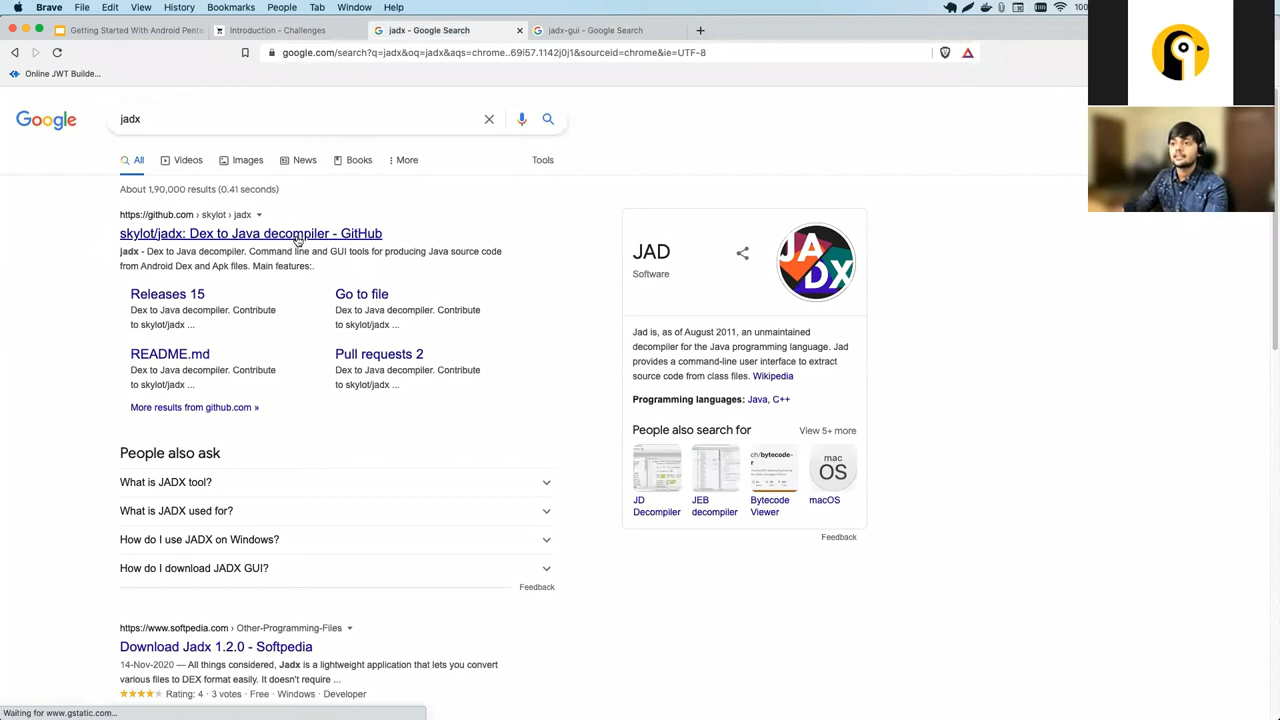 Brave File Edit View History Bookmarks People Tab Window Help
Getting Started With Android Pente
Introduction - Challenges
jadx - Google Search
jadx-gui - Google Search
google.com/search?q=jadx&oq=jadx&aqs=chrome..69i57.1142j0j1&sourceid=chrome&ie=UTF-8
Online JWT Builde...
Google
jadx
All Videos Images News Books More Tools
About 1,90,000 results (0.41 seconds)
https://github.com › skylot › jadx
skylot/jadx: Dex to Java decompiler - GitHub
jadx - Dex to Java decompiler. Command line and GUI tools for producing Java source code
from Android Dex and Apk files. Main features:.
Releases 15
Dex to Java decompiler. Contribute
to skylot/jadx ...
Go to file
Dex to Java decompiler. Contribute
to skylot/jadx ...
README.md
Dex to Java decompiler. Contribute
to skylot/jadx ...
Pull requests 2
Dex to Java decompiler. Contribute
to skylot/jadx ...
More results from github.com »
People also ask
What is JADX tool?
What is JADX used for?
How do I use JADX on Windows?
How do I download JADX GUI?
Feedback
https://www.softpedia.com › Other-Programming-Files
Download Jadx 1.2.0 - Softpedia
14-Nov-2020 — All things considered, Jadx is a lightweight application that lets you convert
various files to DEX format easily. It doesn't require ...
Rating: 4 · 3 votes · Free · Windows · Developer
JAD
Software
JA
DX
Jad is, as of August 2011, an unmaintained
decompiler for the Java programming language. Jad
provides a command-line user interface to extract
source code from class files. Wikipedia
Programming languages: Java, C++
People also search for
View 5+ more
JD
Decompiler
JEB
decompiler
ch/bytecode-
Bytecode
Viewer
mac
OS
macOS
Feedback
Waiting for www.gstatic.com...